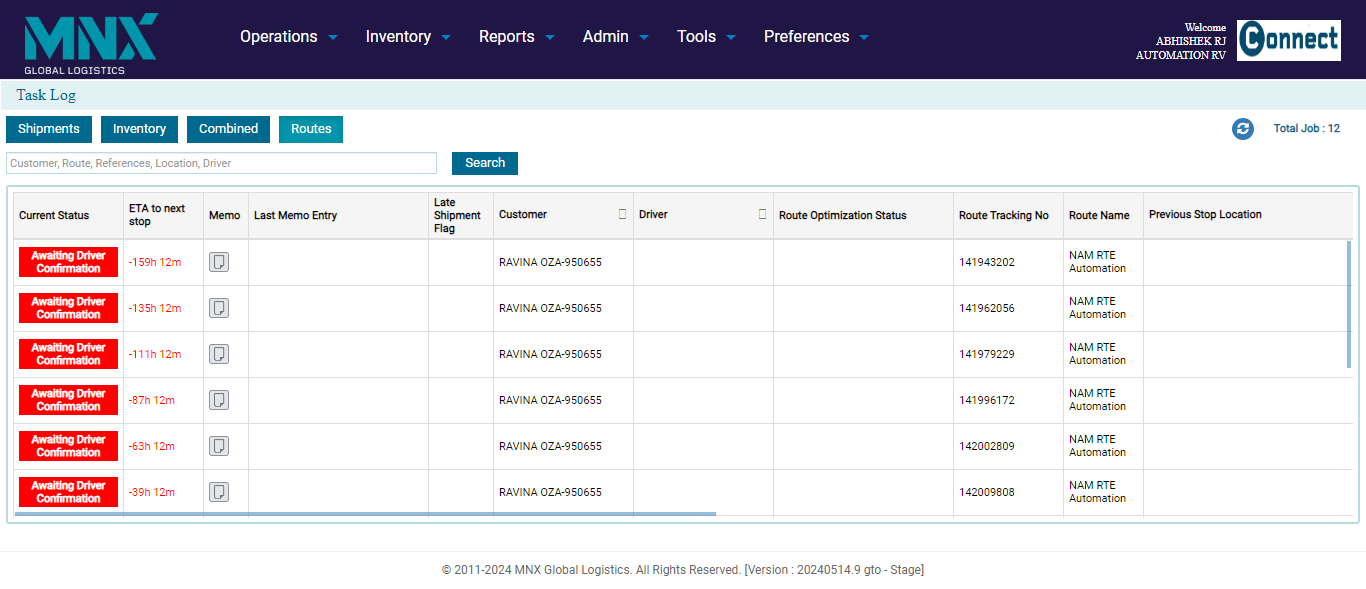 MNX
GLOBAL LOGISTICS
Operations Inventory Reports Admin Tools Preferences
Welcome
ABHISHEK RJ
AUTOMATION RV
Connect
Task Log
Shipments Inventory Combined Routes
Total Job : 12
Customer, Route, References, Location, Driver
Search
Current Status
ETA to next
stop
Memo
Last Memo Entry
Late
Shipment
Flag
Customer
Driver
Route Optimization Status
Route Tracking No
Route Name
Previous Stop Location
Awaiting Driver
Confirmation
-159h 12m
RAVINA OZA-950655
141943202
NAM RTE
Automation
Awaiting Driver
Confirmation
-135h 12m
RAVINA OZA-950655
141962056
NAM RTE
Automation
Awaiting Driver
Confirmation
-111h 12m
RAVINA OZA-950655
141979229
NAM RTE
Automation
Awaiting Driver
Confirmation
-87h 12m
RAVINA OZA-950655
141996172
NAM RTE
Automation
Awaiting Driver
Confirmation
-63h 12m
RAVINA OZA-950655
142002809
NAM RTE
Automation
Awaiting Driver
Confirmation
-39h 12m
RAVINA OZA-950655
142009808
NAM RTE
Automation
© 2011-2024 MNX Global Logistics. All Rights Reserved. [Version : 20240514.9 gto - Stage]